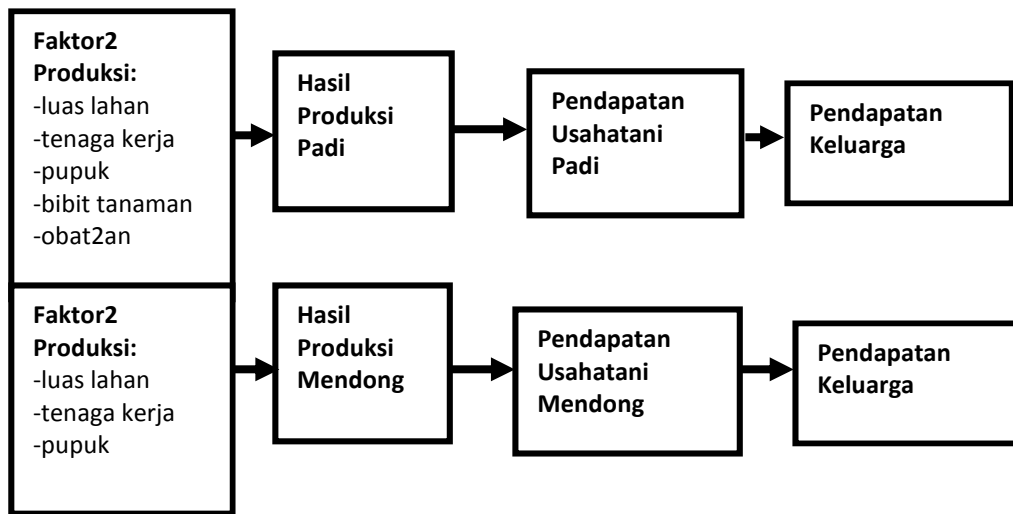 Faktor2
Produksi:
-luas lahan
-tenaga kerja
-pupuk
-bibit tanaman
-obat2an
Hasil
Produksi
Padi
Pendapatan
Usahatani
Padi
Pendapatan
Keluarga
Faktor2
Produksi:
-luas lahan
-tenaga kerja
-pupuk
Hasil
Produksi
Mendong
Pendapatan
Usahatani
Mendong
Pendapatan
Keluarga